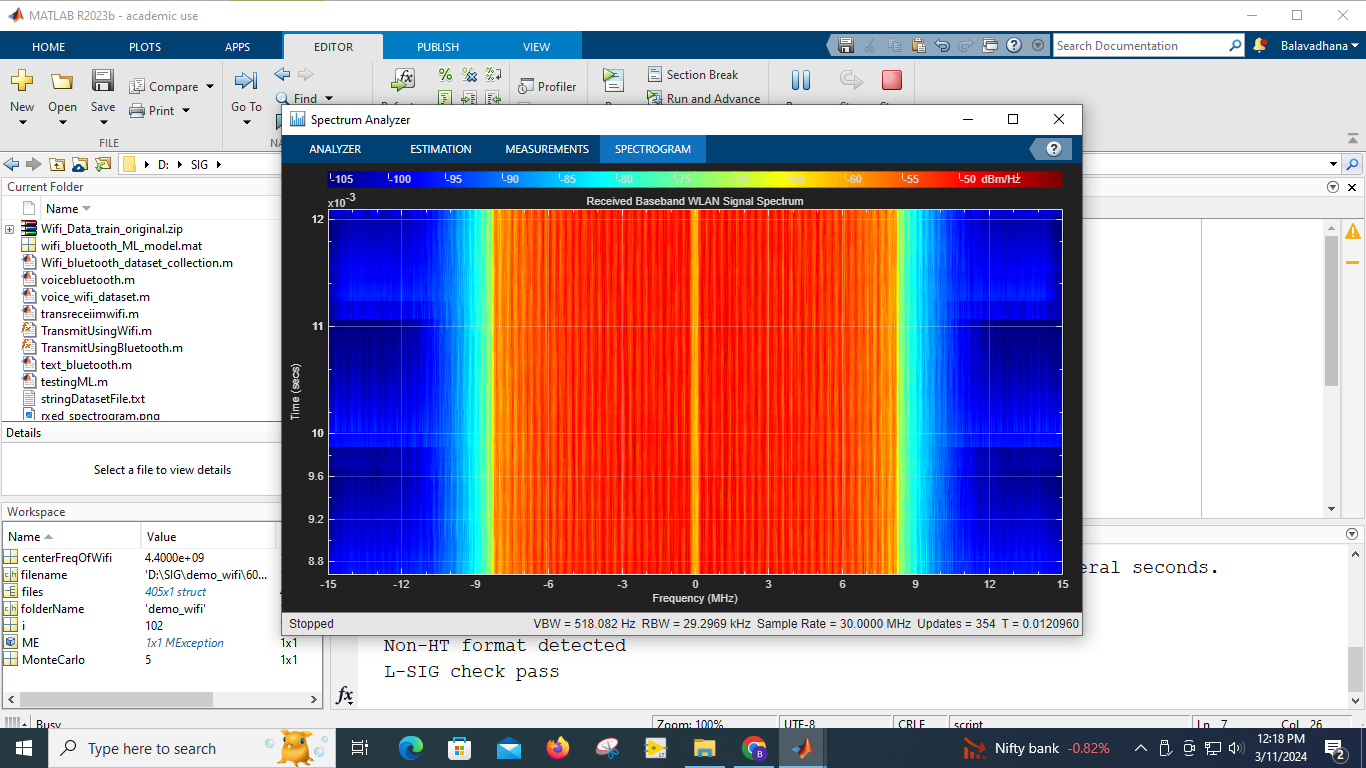 MATLAB R2023b - academic use
HOME PLOTS APPS EDITOR PUBLISH VIEW
Search Documentation
Balavadhana
New Open Save Compare Print
Go To Find
Profiler
Section Break
Run and Advance
FILE
D: SIG
Current Folder
Name
Wifi_Data_train_original.zip
wifi_bluetooth_ML_model.mat
Wifi_bluetooth_dataset_collection.m
voicebluetooth.m
voice_wifi_dataset.m
transreceiimwifi.m
TransmitUsingWifi.m
TransmitUsingBluetooth.m
text_bluetooth.m
testingML.m
stringDatasetFile.txt
rxed_spectrogram.png
Details
Select a file to view details
Workspace
Name Value
centerFreqOfWifi 4.4000e+09
filename 'D:\SIG\demo_wifi\60...
files 405x1 struct
folderName 'demo_wifi'
i 102
ME 1x1 MException 1x1
MonteCarlo 5 1x1
Spectrum Analyzer
ANALYZER ESTIMATION MEASUREMENTS SPECTROGRAM
-105 -100 -95 -90 -85 -80 -75 -70 -65 -60 -55 -50 dBm/Hz
x10-3
Received Baseband WLAN Signal Spectrum
12
11
10
9.6
9.2
8.8
Time (secs)
-15 -12 -9 -6 -3 0 3 6 9 12 15
Frequency (MHz)
Stopped VBW = 518.082 Hz RBW = 29.2969 kHz Sample Rate = 30.0000 MHz Updates = 354 T = 0.0120960
eral seconds.
Non-HT format detected
L-SIG check pass
fx
Busy
Zoom: 100% UTF-8 CRLF script Ln 7 Col 26
Type here to search
Nifty bank -0.82%
12:18 PM
3/11/2024
2